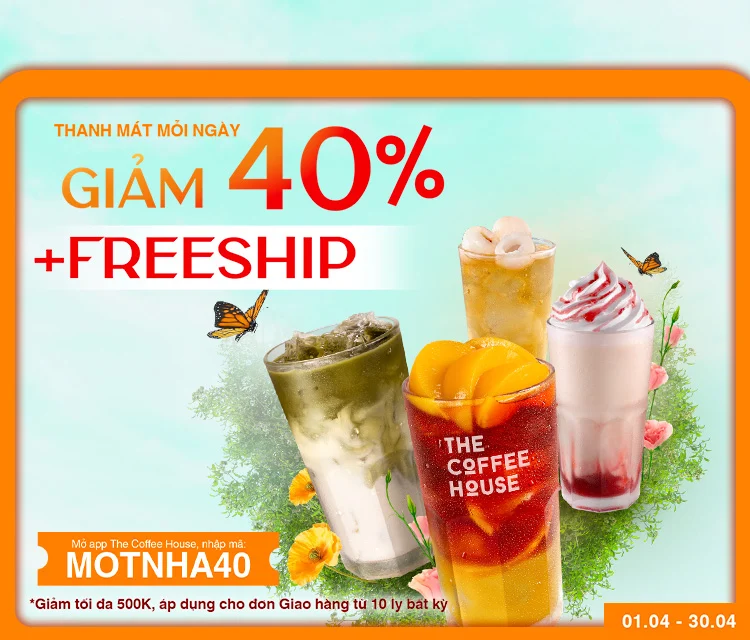 THANH MÁT MỖI NGÀY
GIẢM 40%
+FREESHIP
THE
COFFEE
HOUSE
Mở app The Coffee House, nhập mã:
MOTNHA40
*Giảm tối đa 500K, áp dụng cho đơn Giao hàng từ 10 ly bất kỳ
01.04 - 30.04